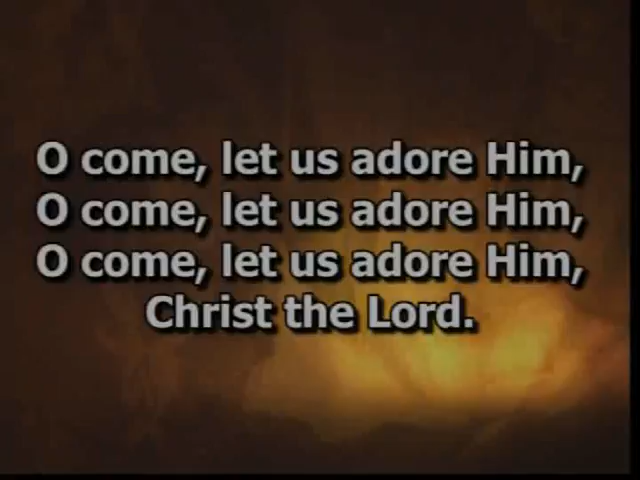 O come, let us adore Him,
O come, let us adore Him,
O come, let us adore Him,
Christ the Lord.